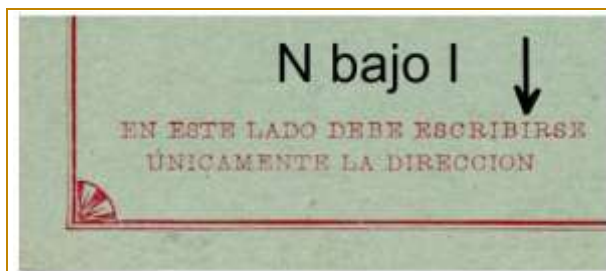 N bajo I
EN ESTE LADO DEBE ESCRIBIRSE
ÚNICAMENTE LA DIRECCION